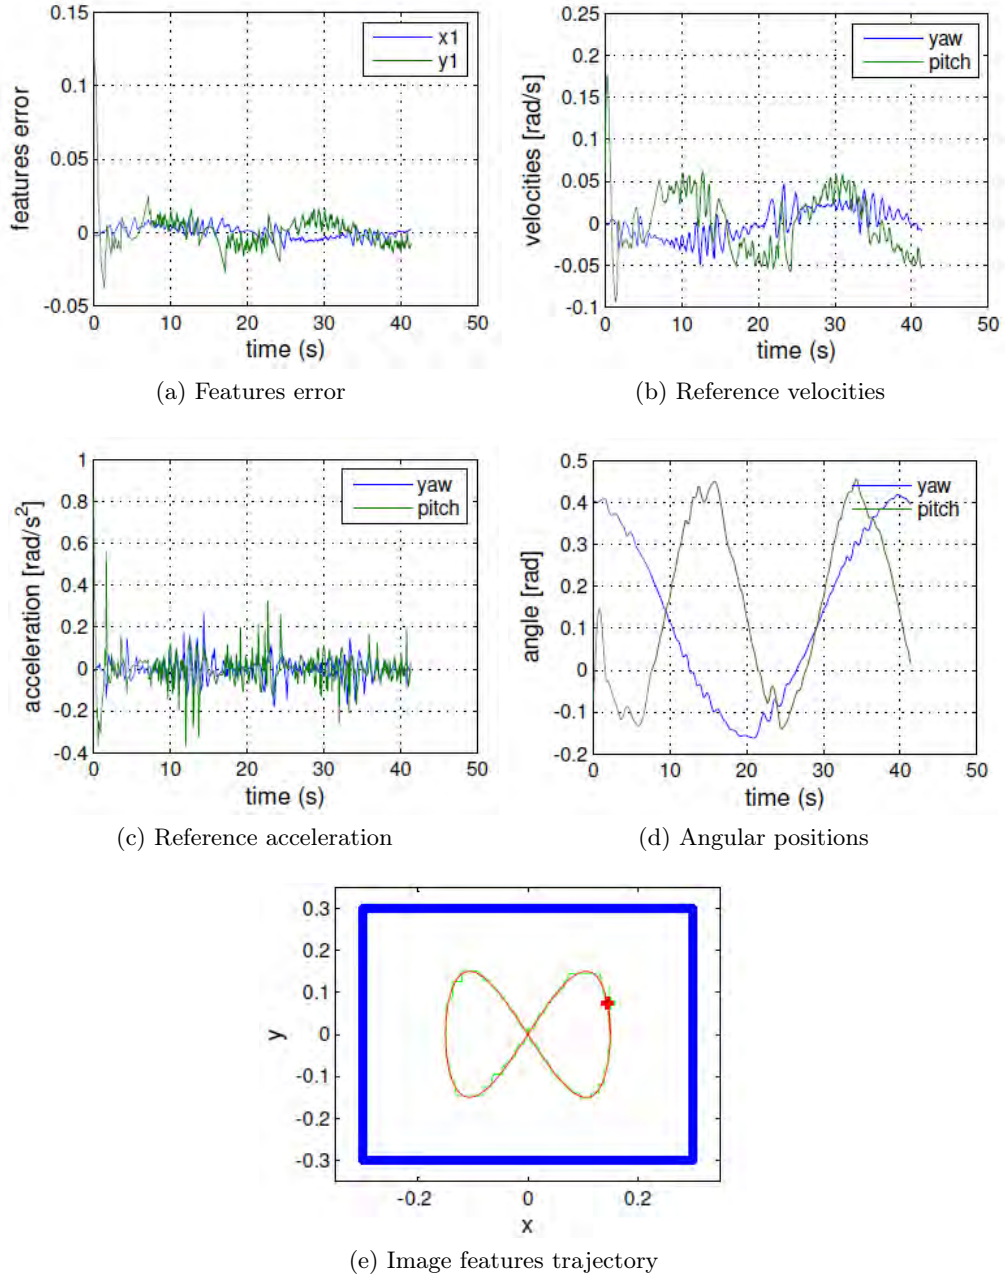 0.15
0.1
0.05
0
-0.05
features error
x1
y1
0 10 20 30 40 50
time (s)
(a) Features error
0.25
0.2
0.15
0.1
0.05
0
-0.05
-0.1
velocities [rad/s]
yaw
pitch
0 10 20 30 40 50
time (s)
(b) Reference velocities
1
0.8
0.6
0.4
0.2
0
-0.2
-0.4
acceleration [rad/s²]
yaw
pitch
0 10 20 30 40 50
time (s)
(c) Reference acceleration
0.5
0.4
0.3
0.2
0.1
0
-0.1
-0.2
angle [rad]
yaw
pitch
0 10 20 30 40 50
time (s)
(d) Angular positions
0.3
0.2
0.1
0
-0.1
-0.2
-0.3
y
-0.2 0 0.2
x
(e) Image features trajectory